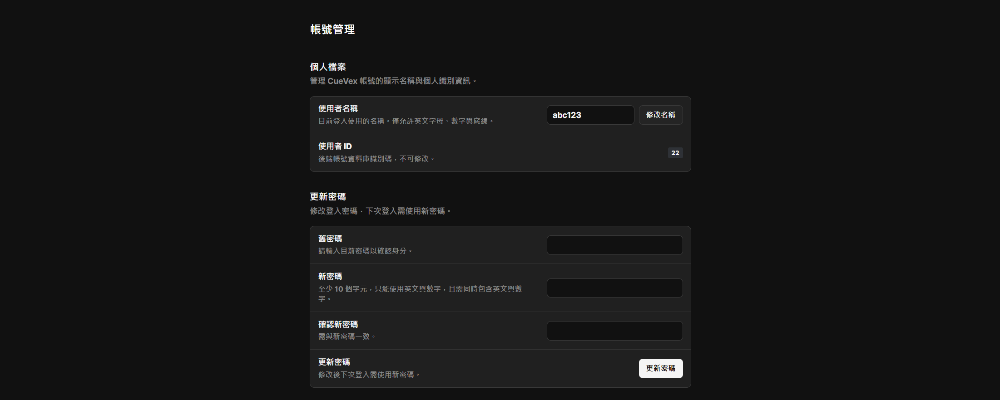 帳號管理
個人檔案
管理 CueVex 帳號的顯示名稱與個人識別資訊。
使用者名稱
目前登入使用的名稱。僅允許英文字母、數字與底線。
abc123
修改名稱
使用者 ID
後端帳號資料庫識別碼，不可修改。
22
更新密碼
修改登入密碼．下次登入需使用新密碼。
舊密碼
請輸入目前密碼以確認身分。
新密碼
至少 10 個字元，只能使用英文與數字，且需同時包含英文與數
字。
確認新密碼
需與新密碼一致。
更新密碼
修改後下次登入需使用新密碼。
更新密碼